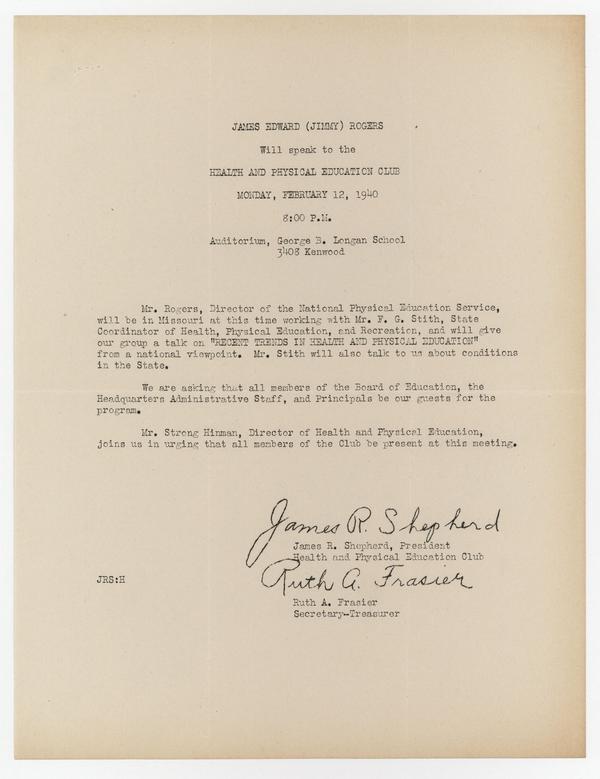 JAMES EDWARD (JIMMY) ROGERS
Will speak to the
HEALTH AND PHYSICAL EDUCATION CLUB
MONDAY, FEBRUARY 12, 1940
8:00 P.M.
Auditorium, George B. Longan School
3408 Kenwood
Mr. Rogers, Director of the National Physical Education Service,
will be in Missouri at this time working with Mr. F. G. Stith, State
Coordinator of Health, Physical Education, and Recreation, and will give
our group a talk on "RECENT TRENDS IN HEALTH AND PHYSICAL EDUCATION"
from a national viewpoint. Mr. Stith will also talk to us about conditions
in the State.
We are asking that all members of the Board of Education, the
Headquarters Administrative Staff, and Principals be our guests for the
program.
Mr. Strong Hinman, Director of Health and Physical Education,
joins us in urging that all members of the Club be present at this meeting.
James R. Shepherd
James R. Shepherd, President
Health and Physical Education Club
Ruth A. Frasier
JRS:H
Ruth A. Frasier
Secretary-Treasurer